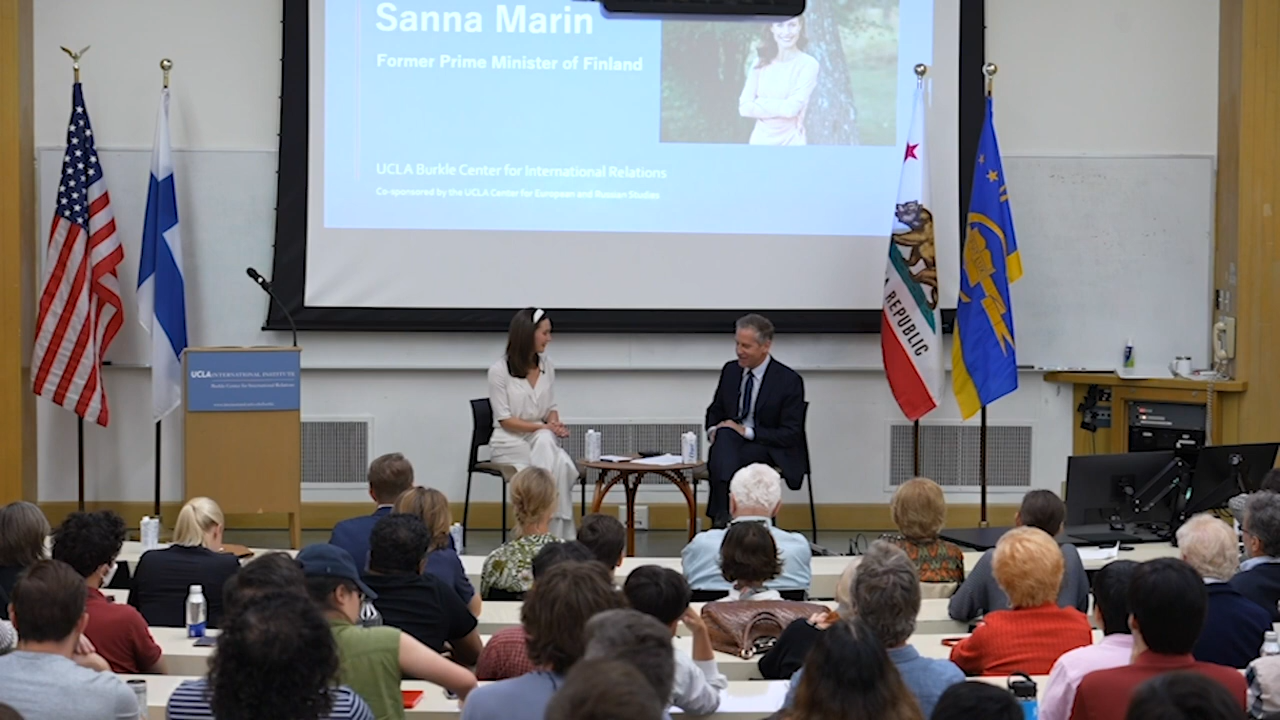 Sanna Marin
Former Prime Minister of Finland
UCLA Burkle Center for International Relations
Co-sponsored by the UCLA Center for European and Russian Studies
UCLA INTERNATIONAL INSTITUTE
Burkle Center for International Relations
REPUBLIC